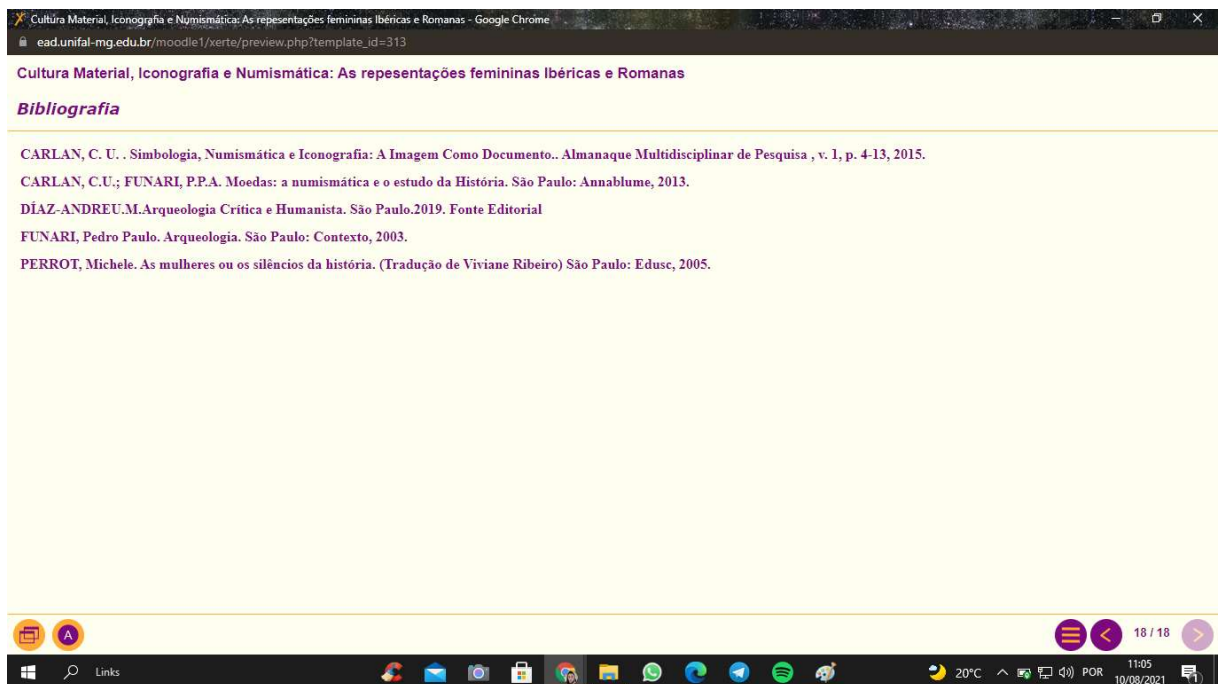 Cultura Material, Iconografia e Numismática: As repesentações femininas Ibéricas e Romanas - Google Chrome
ead.unifal-mg.edu.br/moodle1/xerte/preview.php?template_id=313
Cultura Material, Iconografia e Numismática: As repesentações femininas Ibéricas e Romanas
Bibliografia
CARLAN, C. U. . Simbologia, Numismática e Iconografia: A Imagem Como Documento.. Almanaque Multidisciplinar de Pesquisa , v. 1, p. 4-13, 2015.
CARLAN, C.U.; FUNARI, P.P.A. Moedas: a numismática e o estudo da História. São Paulo: Annablume, 2013.
DÍAZ-ANDREU.M.Arqueologia Crítica e Humanista. São Paulo.2019. Fonte Editorial
FUNARI, Pedro Paulo. Arqueologia. São Paulo: Contexto, 2003.
PERROT, Michele. As mulheres ou os silêncios da história. (Tradução de Viviane Ribeiro) São Paulo: Edusc, 2005.
A
18 / 18
Links
20°C
POR
11:05
10/08/2021
1